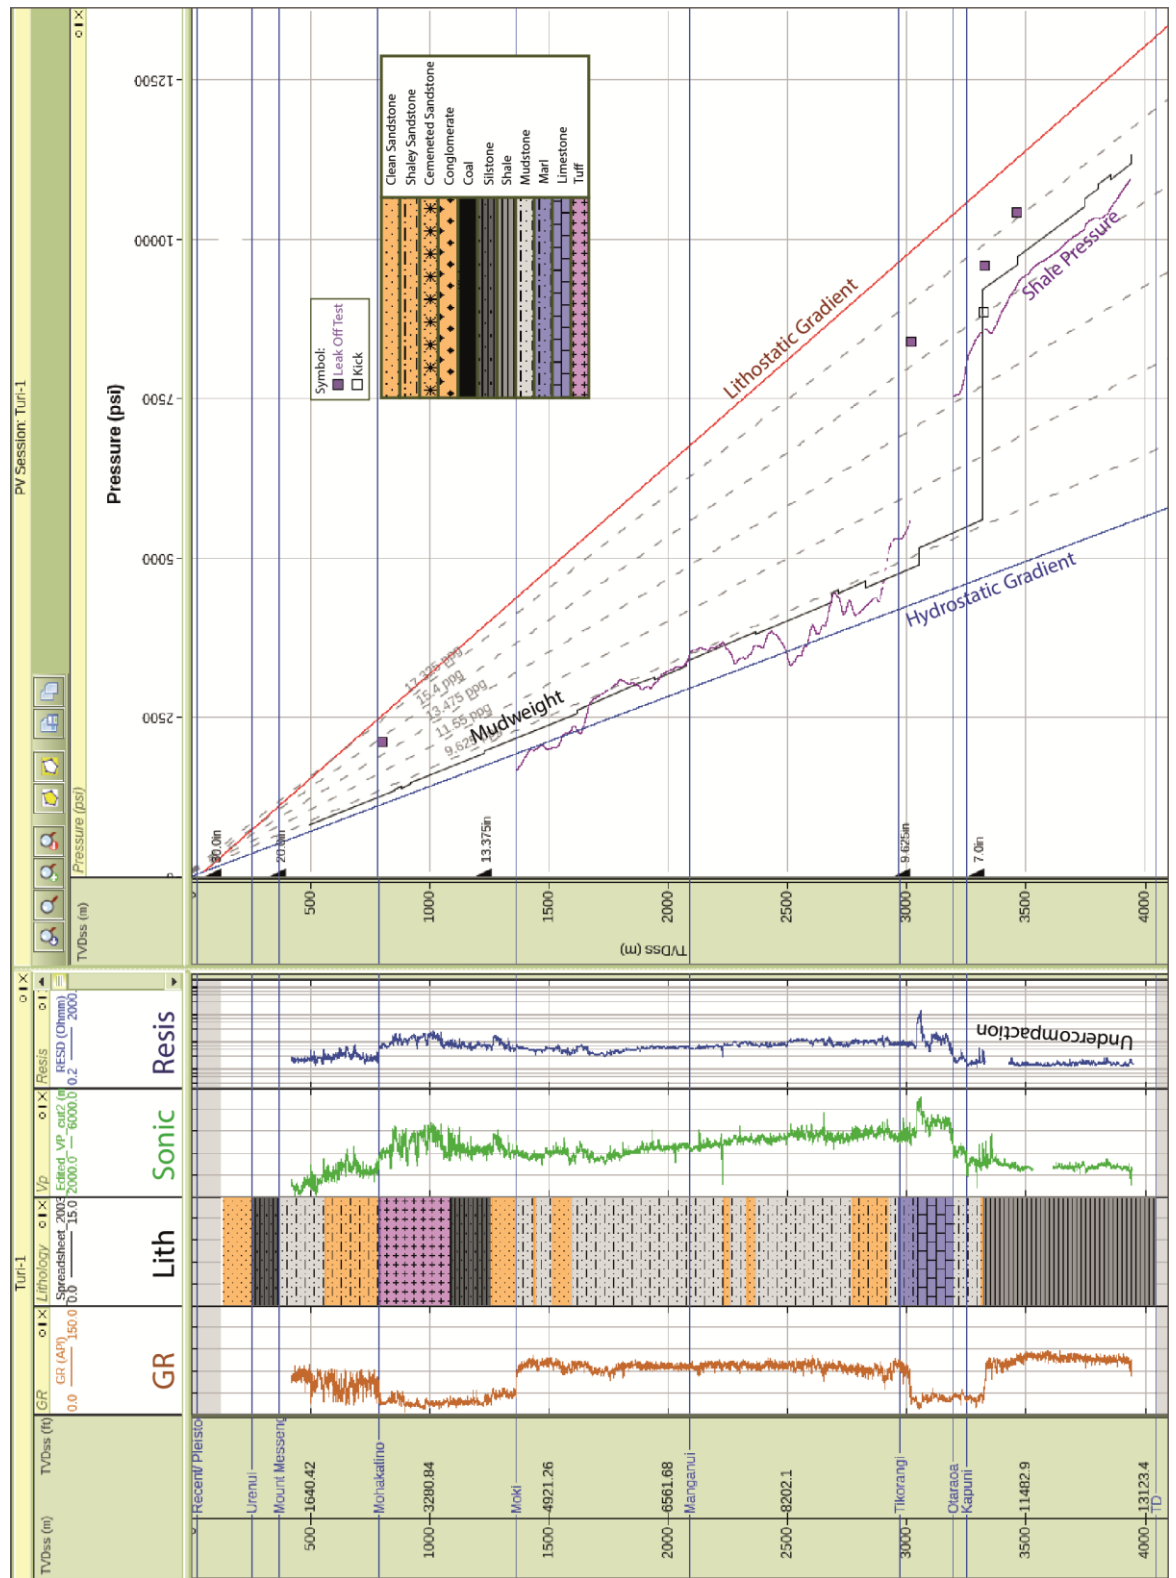 PV Session: Turi-1
Pressure (psi)
Pressure (psi)
TVDss (m)
12500
10000
7500
5000
2500
0
Clean Sandstone
Shaley Sandstone
Cemeneted Sandstone
Conglomerate
Coal
Silstone
Shale
Mudstone
Marl
Limestone
Tuff
Symbol:
Leak Off Test
Kick
Lithostatic Gradient
Shale Pressure
Hydrostatic Gradient
Mudweight
17.325 ppg
15.4 ppg
13.475 ppg
11.55 ppg
9.625
30.0in
20.0in
13.375in
9.625in
7.0in
500
1000
1500
2000
2500
3000
3500
4000
TVDss (m)
Turi-1
GR
GR (API)
0.0 150.0
GR
Lithology
Spreadsheet_2003
0.0 15.0
Lith
Vp
Edited_VP_cut2 (m
2000.0 6000.0
Sonic
Resis
RESD (Ohmm)
0.2 2000.
Resis
Undercompaction
TVDss (m)
TVDss (ft)
Recent/ Pleisto
Urenui
Mount Messeng
Mohakatino
Moki
Manganui
Tikorangi
Otaraoa
Kapuni
TD
1640.42
3280.84
4921.26
6561.68
8202.1
11482.9
13123.4
500
1000
1500
2000
2500
3000
3500
4000